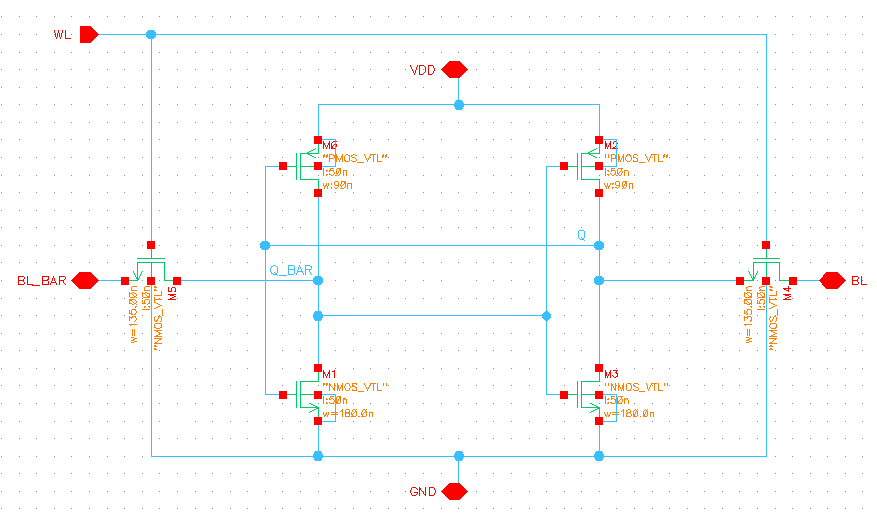 WL
VDD
M0
"PMOS_VTL"
l:50n
w:90n
M2
"PMOS_VTL"
l:50n
w:90n
Q
Q_BAR
BL_BAR
M5
"NMOS_VTL"
l:50n
w=135.00n
BL
M4
"NMOS_VTL"
l:50n
w=135.00n
M1
"NMOS_VTL"
l:50n
w=180.0n
M3
"NMOS_VTL"
l:50n
w=180.0n
GND